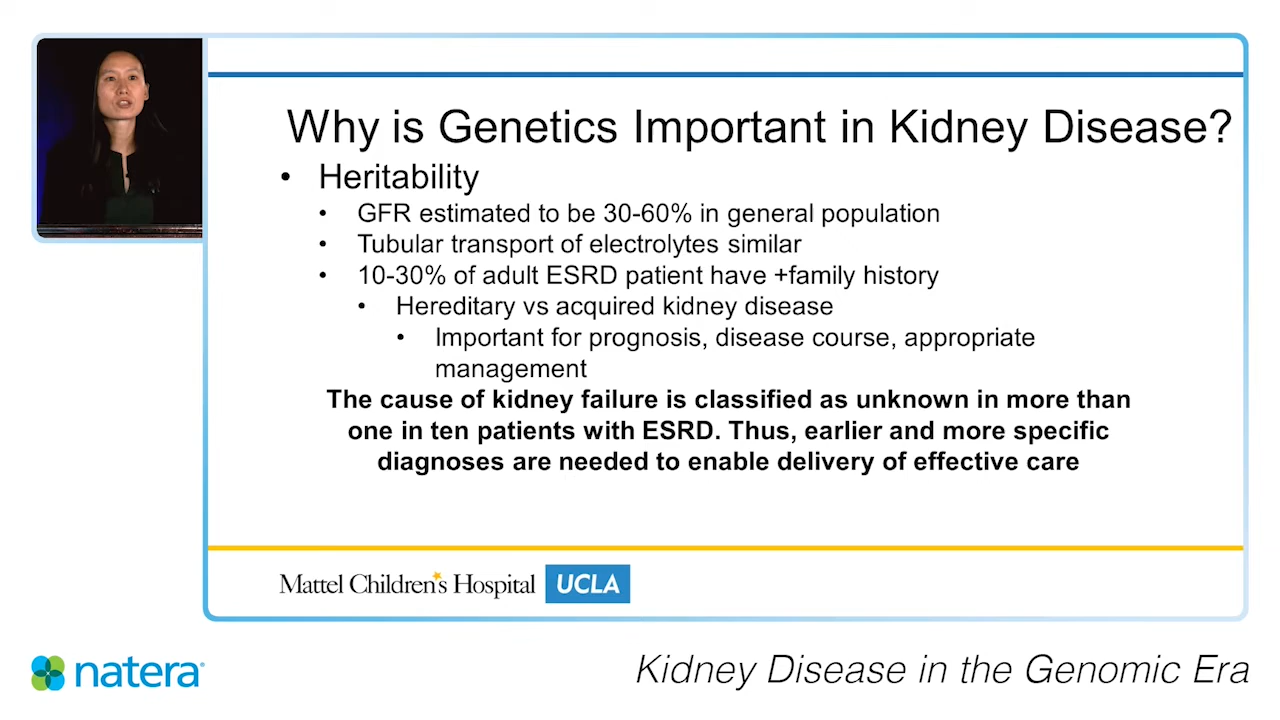 Why is Genetics Important in Kidney Disease?
• Heritability
• GFR estimated to be 30-60% in general population
• Tubular transport of electrolytes similar
• 10-30% of adult ESRD patient have +family history
• Hereditary vs acquired kidney disease
• Important for prognosis, disease course, appropriate
management
The cause of kidney failure is classified as unknown in more than
one in ten patients with ESRD. Thus, earlier and more specific
diagnoses are needed to enable delivery of effective care
Mattel Children's Hospital UCLA
natera
Kidney Disease in the Genomic Era